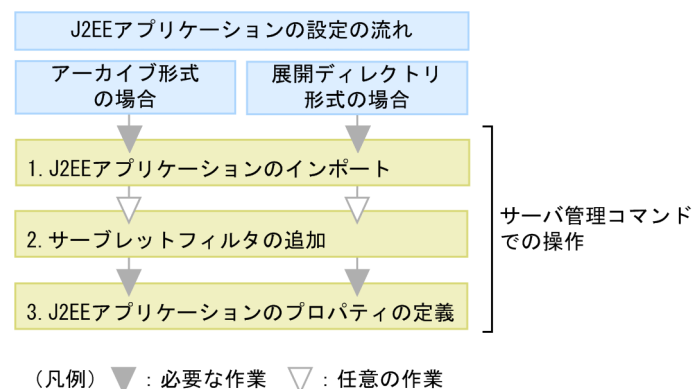 J2EEアプリケーションの設定の流れ
アーカイブ形式
の場合
展開ディレクトリ
形式の場合
1. J2EEアプリケーションのインポート
2. サーブレットフィルタの追加
3. J2EEアプリケーションのプロパティの定義
サーバ管理コマンド
での操作
（凡例） ▼ : 必要な作業 ▽ : 任意の作業